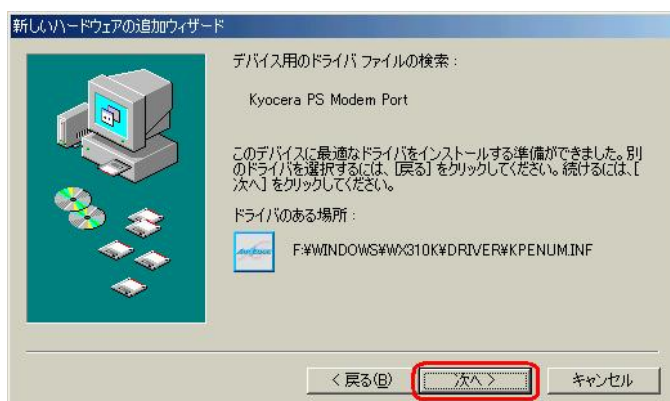 新しいハードウェアの追加ウィザード
デバイス用のドライバ ファイルの検索：
Kyocera PS Modem Port
このデバイスに最適なドライバをインストールする準備ができました。別
のドライバを選択するには、[戻る] をクリックしてください。続けるには、[
次へ] をクリックしてください。
ドライバのある場所：
AIR-EDGE
F:¥WINDOWS¥WX310K¥DRIVER¥KPENUM.INF
< 戻る(B)
次へ >
キャンセル